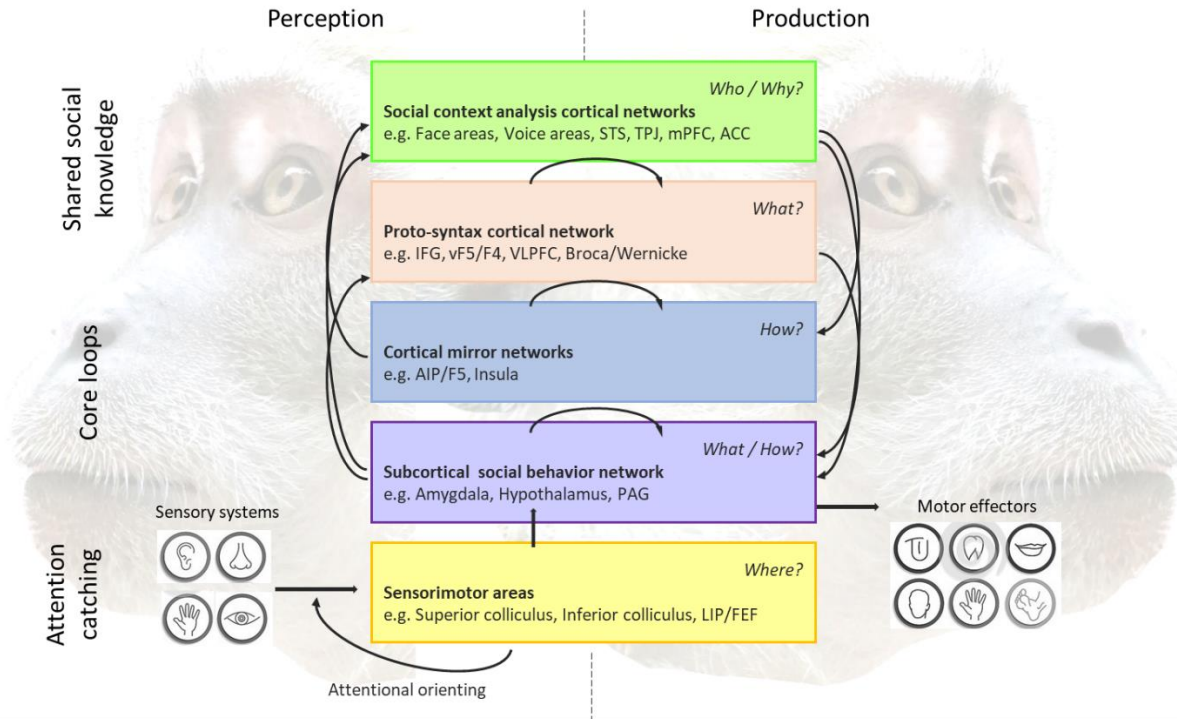 Perception
Production
Shared social
knowledge
Who / Why?
Social context analysis cortical networks
e.g. Face areas, Voice areas, STS, TPJ, mPFC, ACC
What?
Proto-syntax cortical network
e.g. IFG, vF5/F4, VLPFC, Broca/Wernicke
Core loops
How?
Cortical mirror networks
e.g. AIP/F5, Insula
What / How?
Subcortical social behavior network
e.g. Amygdala, Hypothalamus, PAG
Sensory systems
Motor effectors
Attention
catching
Where?
Sensorimotor areas
e.g. Superior colliculus, Inferior colliculus, LIP/FEF
Attentional orienting